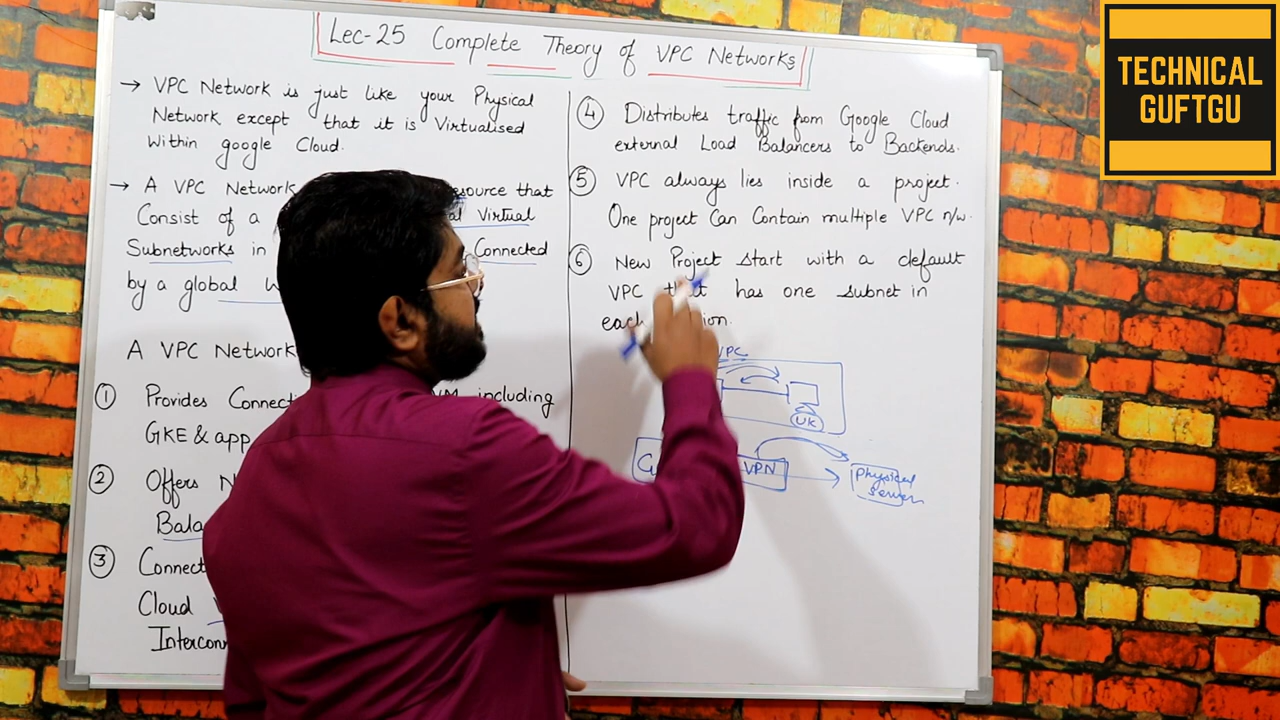 Lec-25 Complete Theory of VPC Networks
TECHNICAL
GUFTGU
→ VPC Network is just like your Physical
Network except that it is Virtualised
Within google Cloud.
→ A VPC Network esource that
Consist of a al Virtual
Subnetworks in Connected
by a global
A VPC Network
① Provides VM including
GKE & app
② Offers
Bala
③ Connect
Cloud
Interconn
④ Distributes traffic from Google Cloud
external Load Balancers to Backends.
⑤ VPC always lies inside a project.
One project Can Contain multiple VPC n/w.
⑥ New Project start with a default
VPC that has one subnet in
each ion.
VPC
UK
VPN
Physical
Server